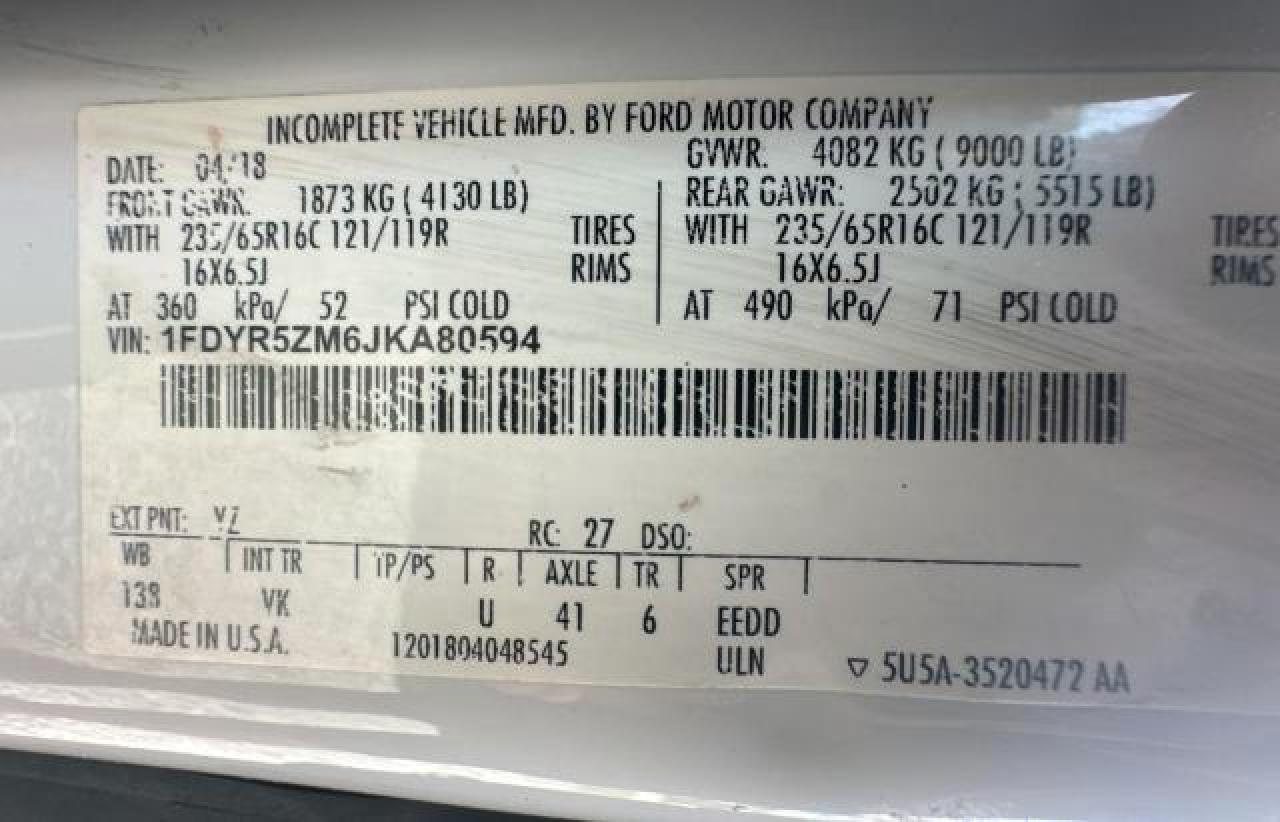 INCOMPLETE VEHICLE MFD. BY FORD MOTOR COMPANY
DATE: 04/18 GVWR: 4082 KG ( 9000 LB)
FRONT GAWR: 1873 KG ( 4130 LB) REAR GAWR: 2502 KG ( 5515 LB)
WITH 235/65R16C 121/119R TIRES WITH 235/65R16C 121/119R TIRES
16X6.5J RIMS 16X6.5J RIMS
AT 360 kPa/ 52 PSI COLD AT 490 kPa/ 71 PSI COLD
VIN: 1FDYR5ZM6JKA80594
EXT PNT: YZ RC: 27 DSO:
WB INT TR TP/PS R AXLE TR SPR
138 VK U 41 6 EEDD
MADE IN U.S.A. 1201804048545 ULN ▽ 5U5A-3520472 AA